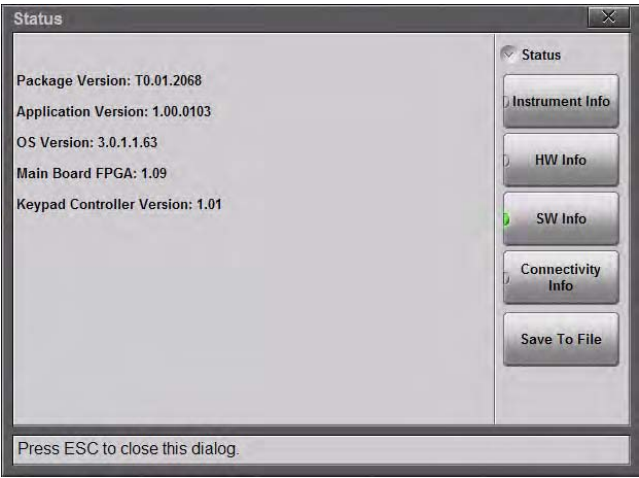 Status
Package Version: T0.01.2068
Application Version: 1.00.0103
OS Version: 3.0.1.1.63
Main Board FPGA: 1.09
Keypad Controller Version: 1.01
Status
Instrument Info
HW Info
SW Info
Connectivity
Info
Save To File
Press ESC to close this dialog.